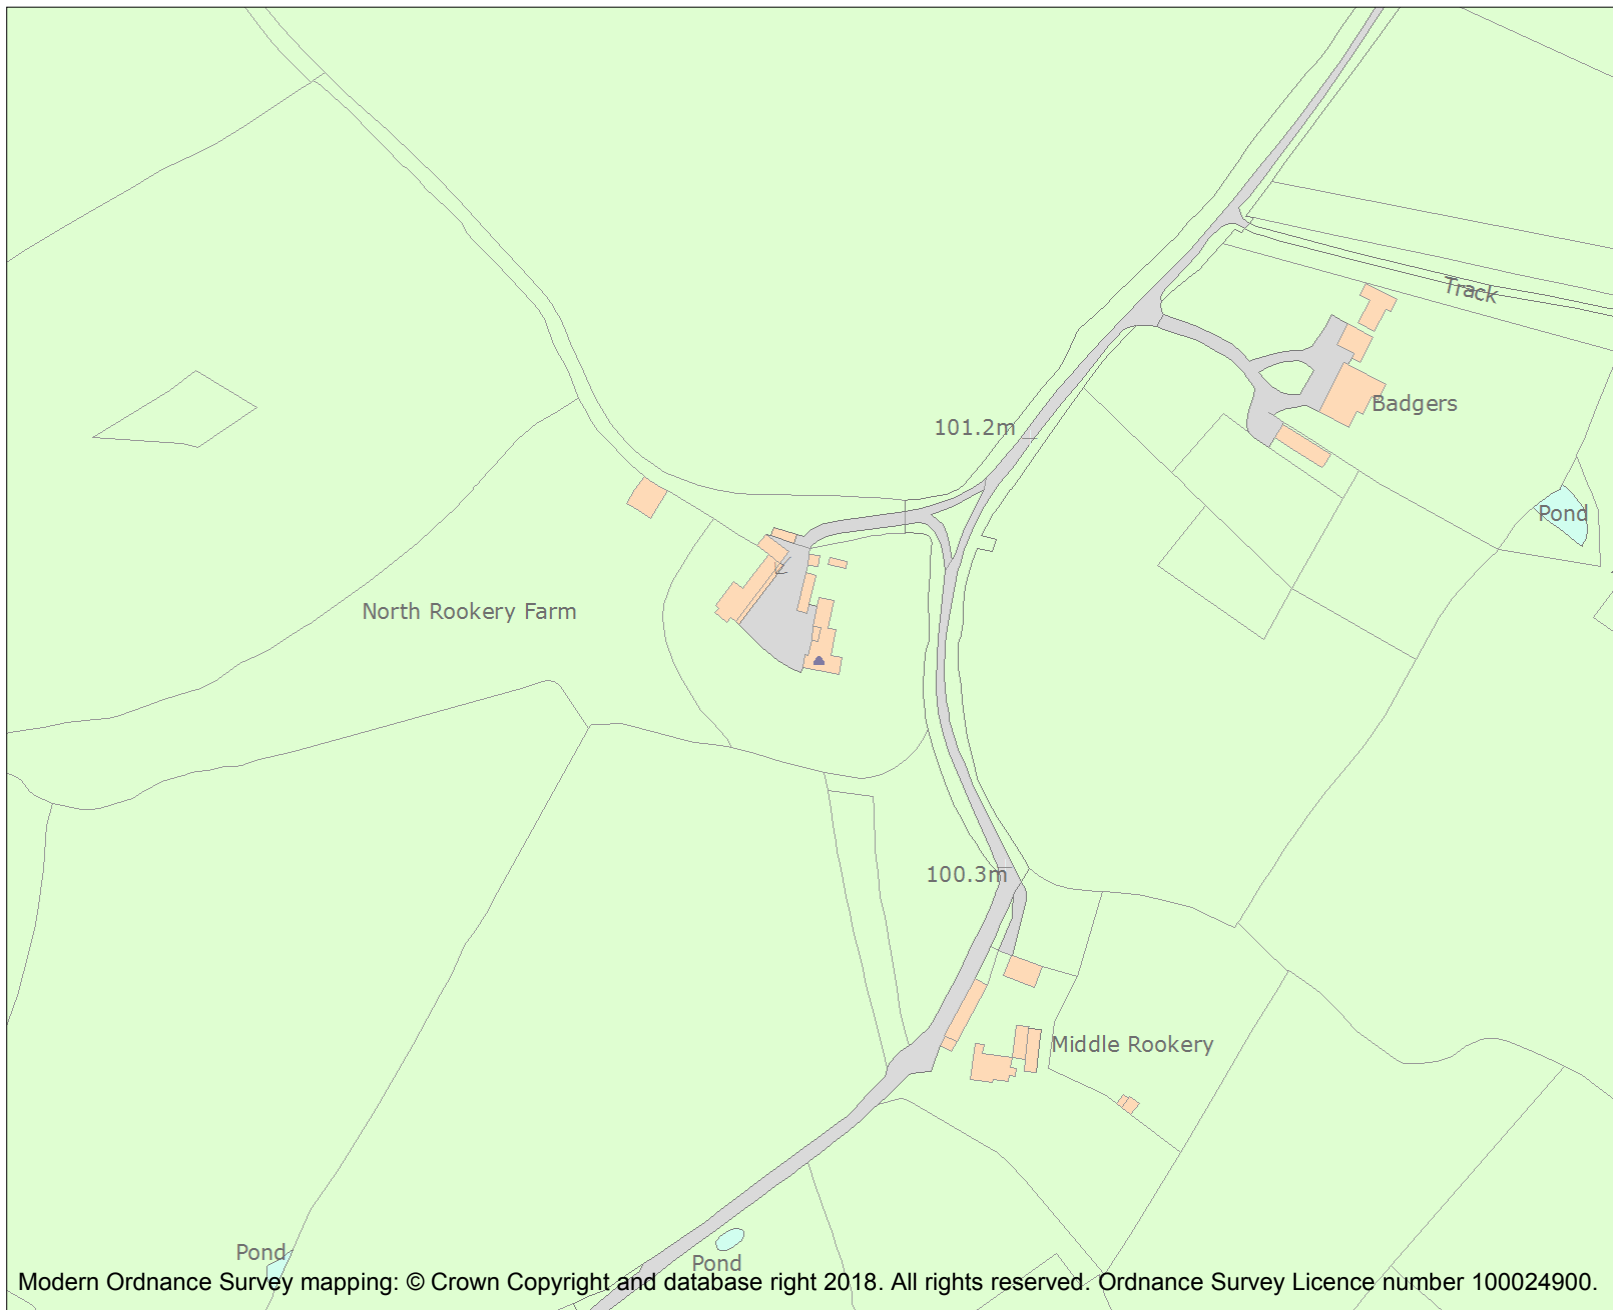 Track
Badgers
101.2m
Pond
North Rookery Farm
100.3m
Middle Rookery
Pond
Pond
Modern Ordnance Survey mapping: © Crown Copyright and database right 2018. All rights reserved. Ordnance Survey Licence number 100024900.